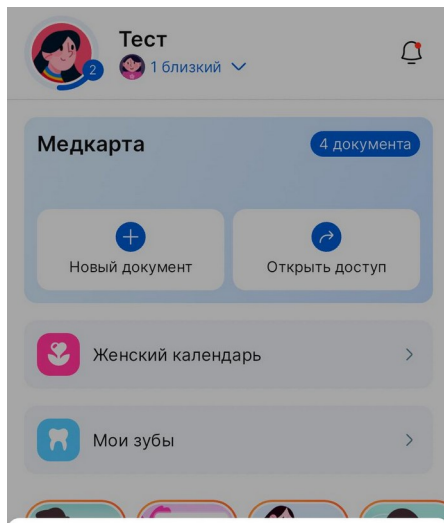 Тест
2
1 близкий
Медкарта
4 документа
Новый документ
Открыть доступ
Женский календарь
Мои зубы